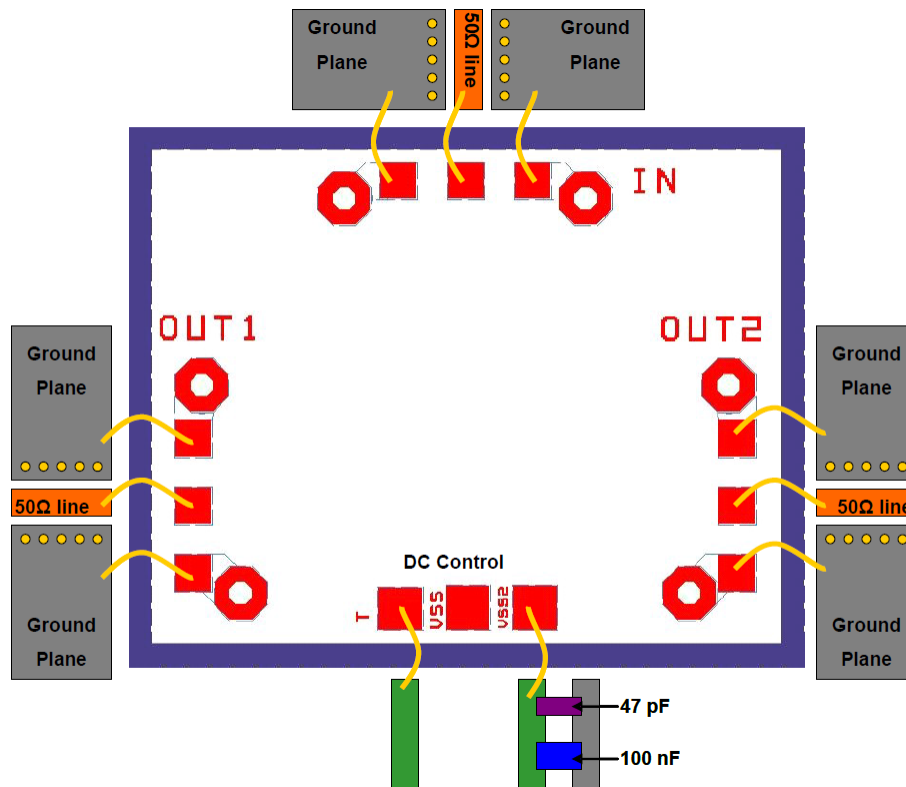 Ground
Plane
50Ω line
Ground
Plane
IN
OUT1
OUT2
Ground
Plane
Ground
Plane
50Ω line
50Ω line
DC Control
T
VSS
VSS2
Ground
Plane
Ground
Plane
47 pF
100 nF